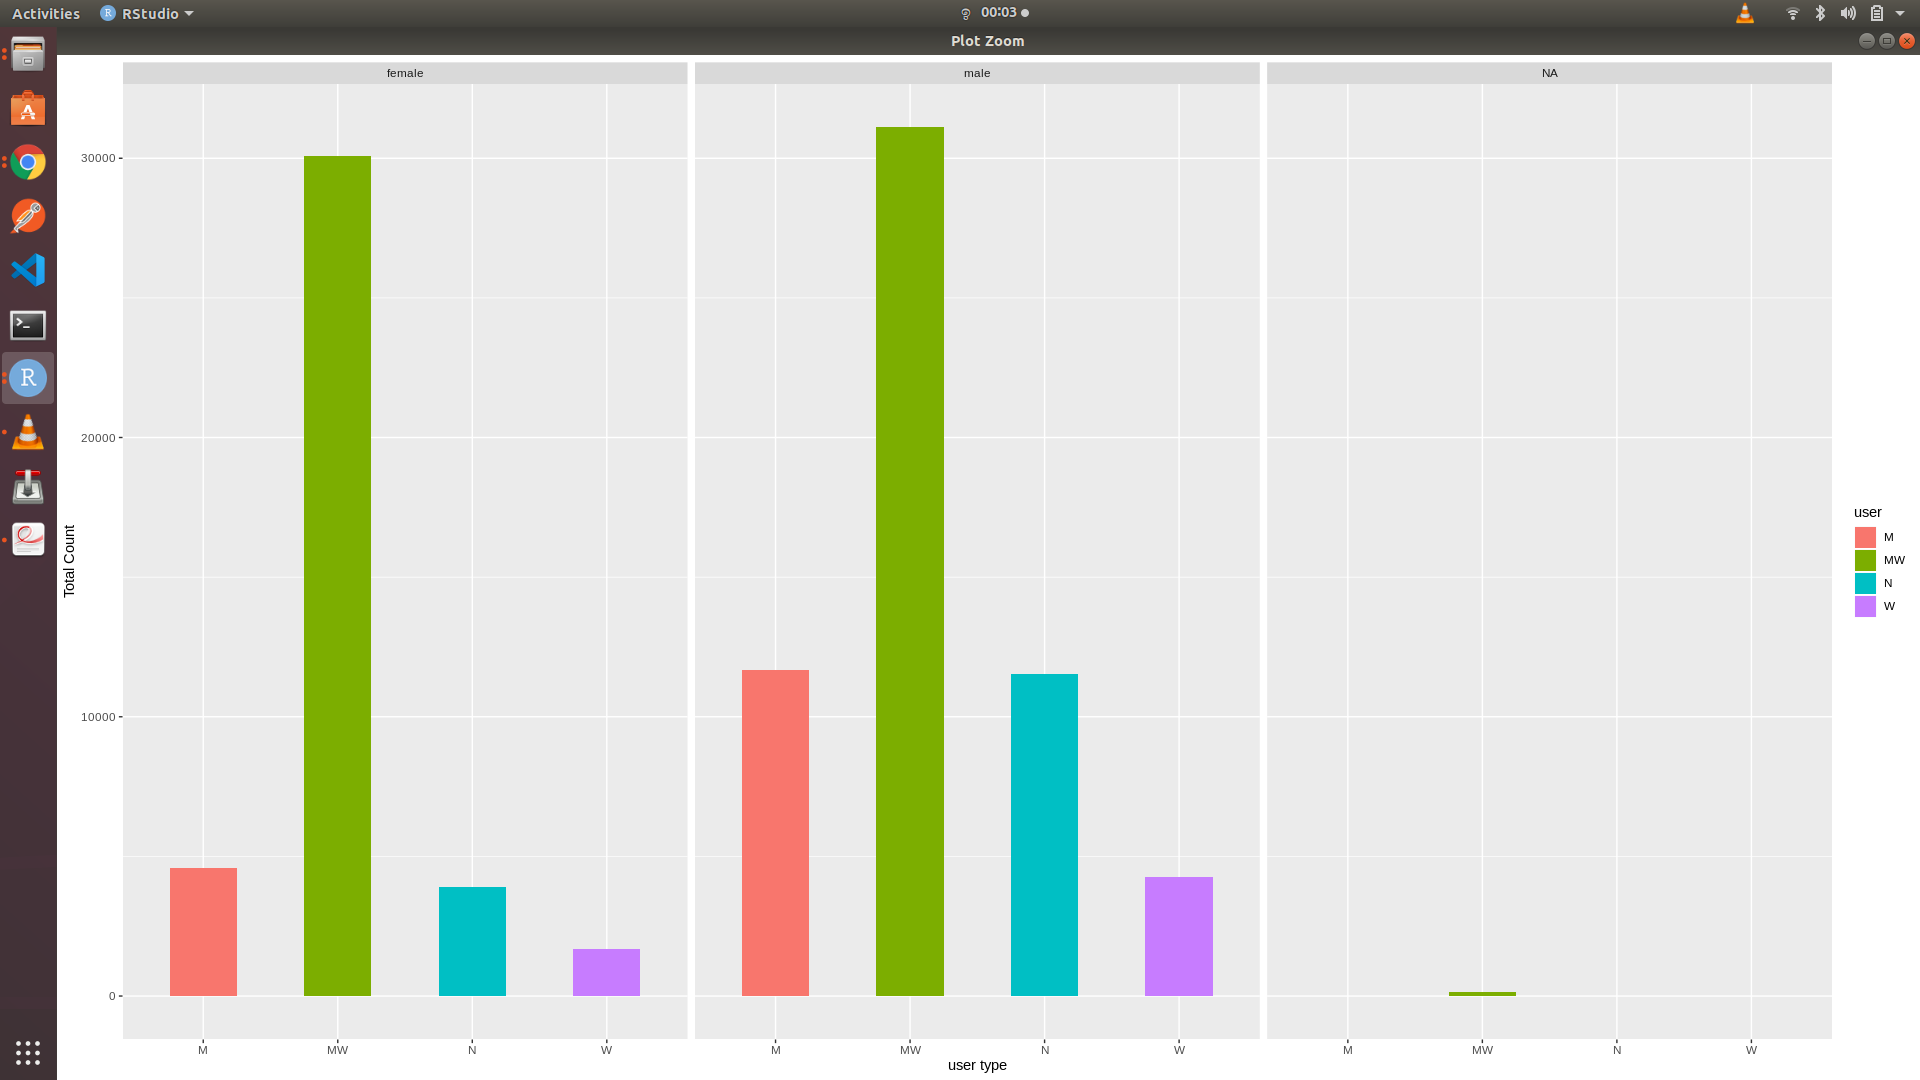 Activities RStudio 00:03
Plot Zoom
female male NA
30000
20000
10000
0
Total Count
M MW N W M MW N W M MW N W
user type
user
M
MW
N
W